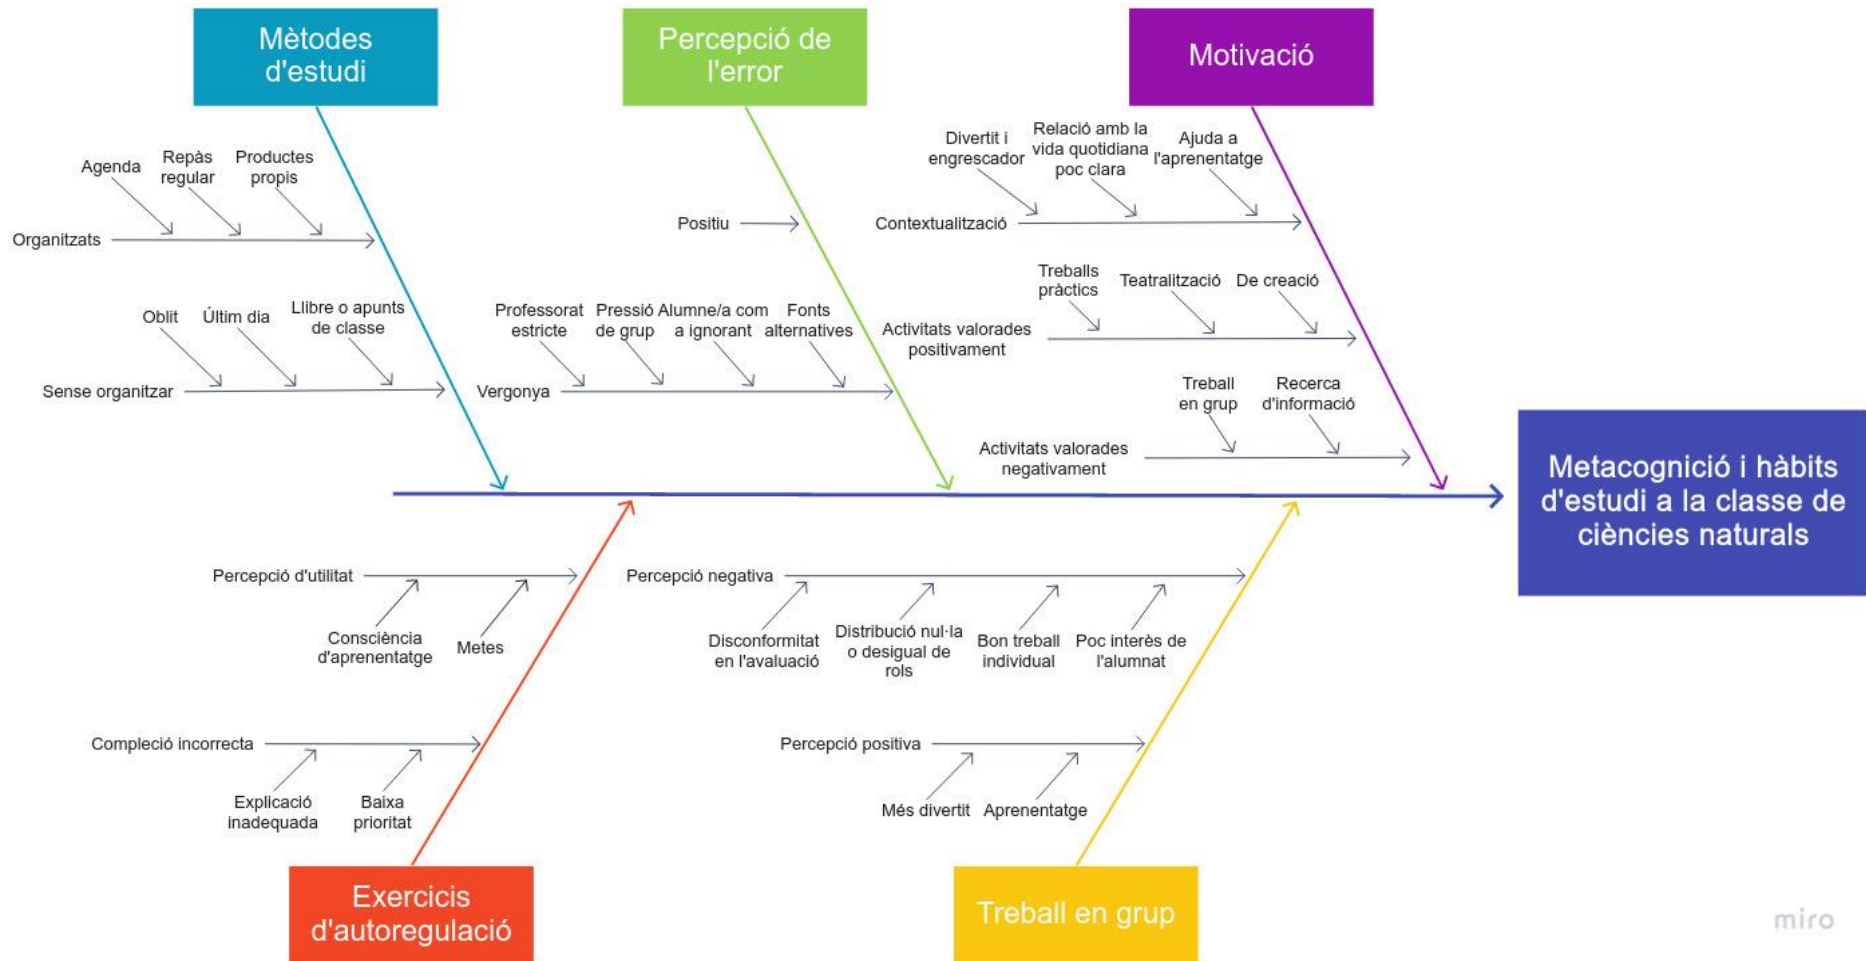 Mètodes
d'estudi
Percepció de
l'error
Motivació
Agenda
Repàs
regular
Productes
propis
Organitzats
Oblit
Últim dia
Llibre o apunts
de classe
Sense organitzar
Positiu
Professorat
estricte
Pressió
de grup
Alumne/a com
a ignorant
Fonts
alternatives
Vergonya
Divertit i
engrescador
Relació amb la
vida quotidiana
poc clara
Ajuda a
l'aprenentatge
Contextualització
Treballs
pràctics
Teatralització
De creació
Activitats valorades
positivament
Treball
en grup
Recerca
d'informació
Activitats valorades
negativament
Metacognició i hàbits
d'estudi a la classe de
ciències naturals
Percepció d'utilitat
Consciència
d'aprenentatge
Metes
Compleció incorrecta
Explicació
inadequada
Baixa
prioritat
Percepció negativa
Disconformitat
en l'avaluació
Distribució nul·la
o desigual de
rols
Bon treball
individual
Poc interès de
l'alumnat
Percepció positiva
Més divertit
Aprenentatge
Exercicis
d'autoregulació
Treball en grup
miro